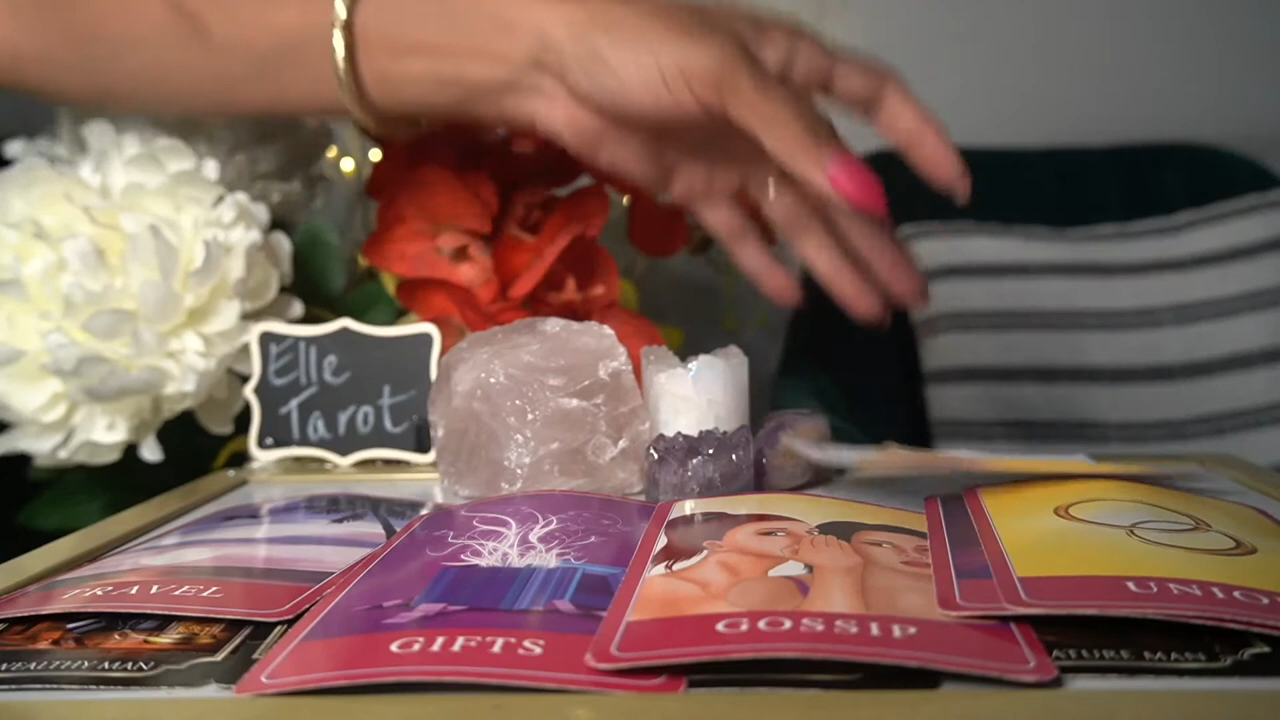 Elle
Tarot
TRAVEL
GIFTS
GOSSIP
UNIO
WEALTHY MAN
ATURE MAN